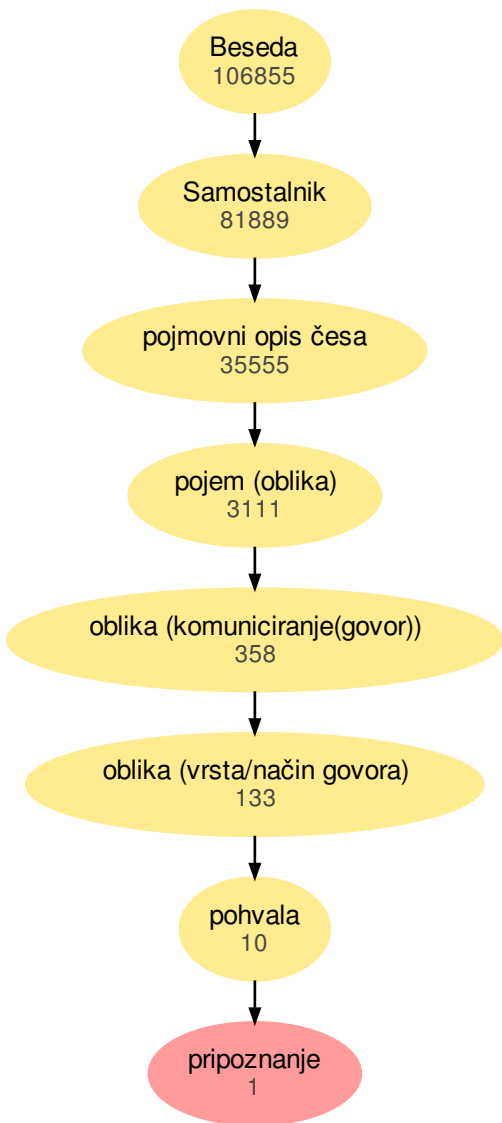 Beseda
106855
Samostalnik
81889
pojmovni opis česa
35555
pojem (oblika)
3111
oblika (komuniciranje(govor))
358
oblika (vrsta/način govora)
133
pohvala
10
pripoznanje
1